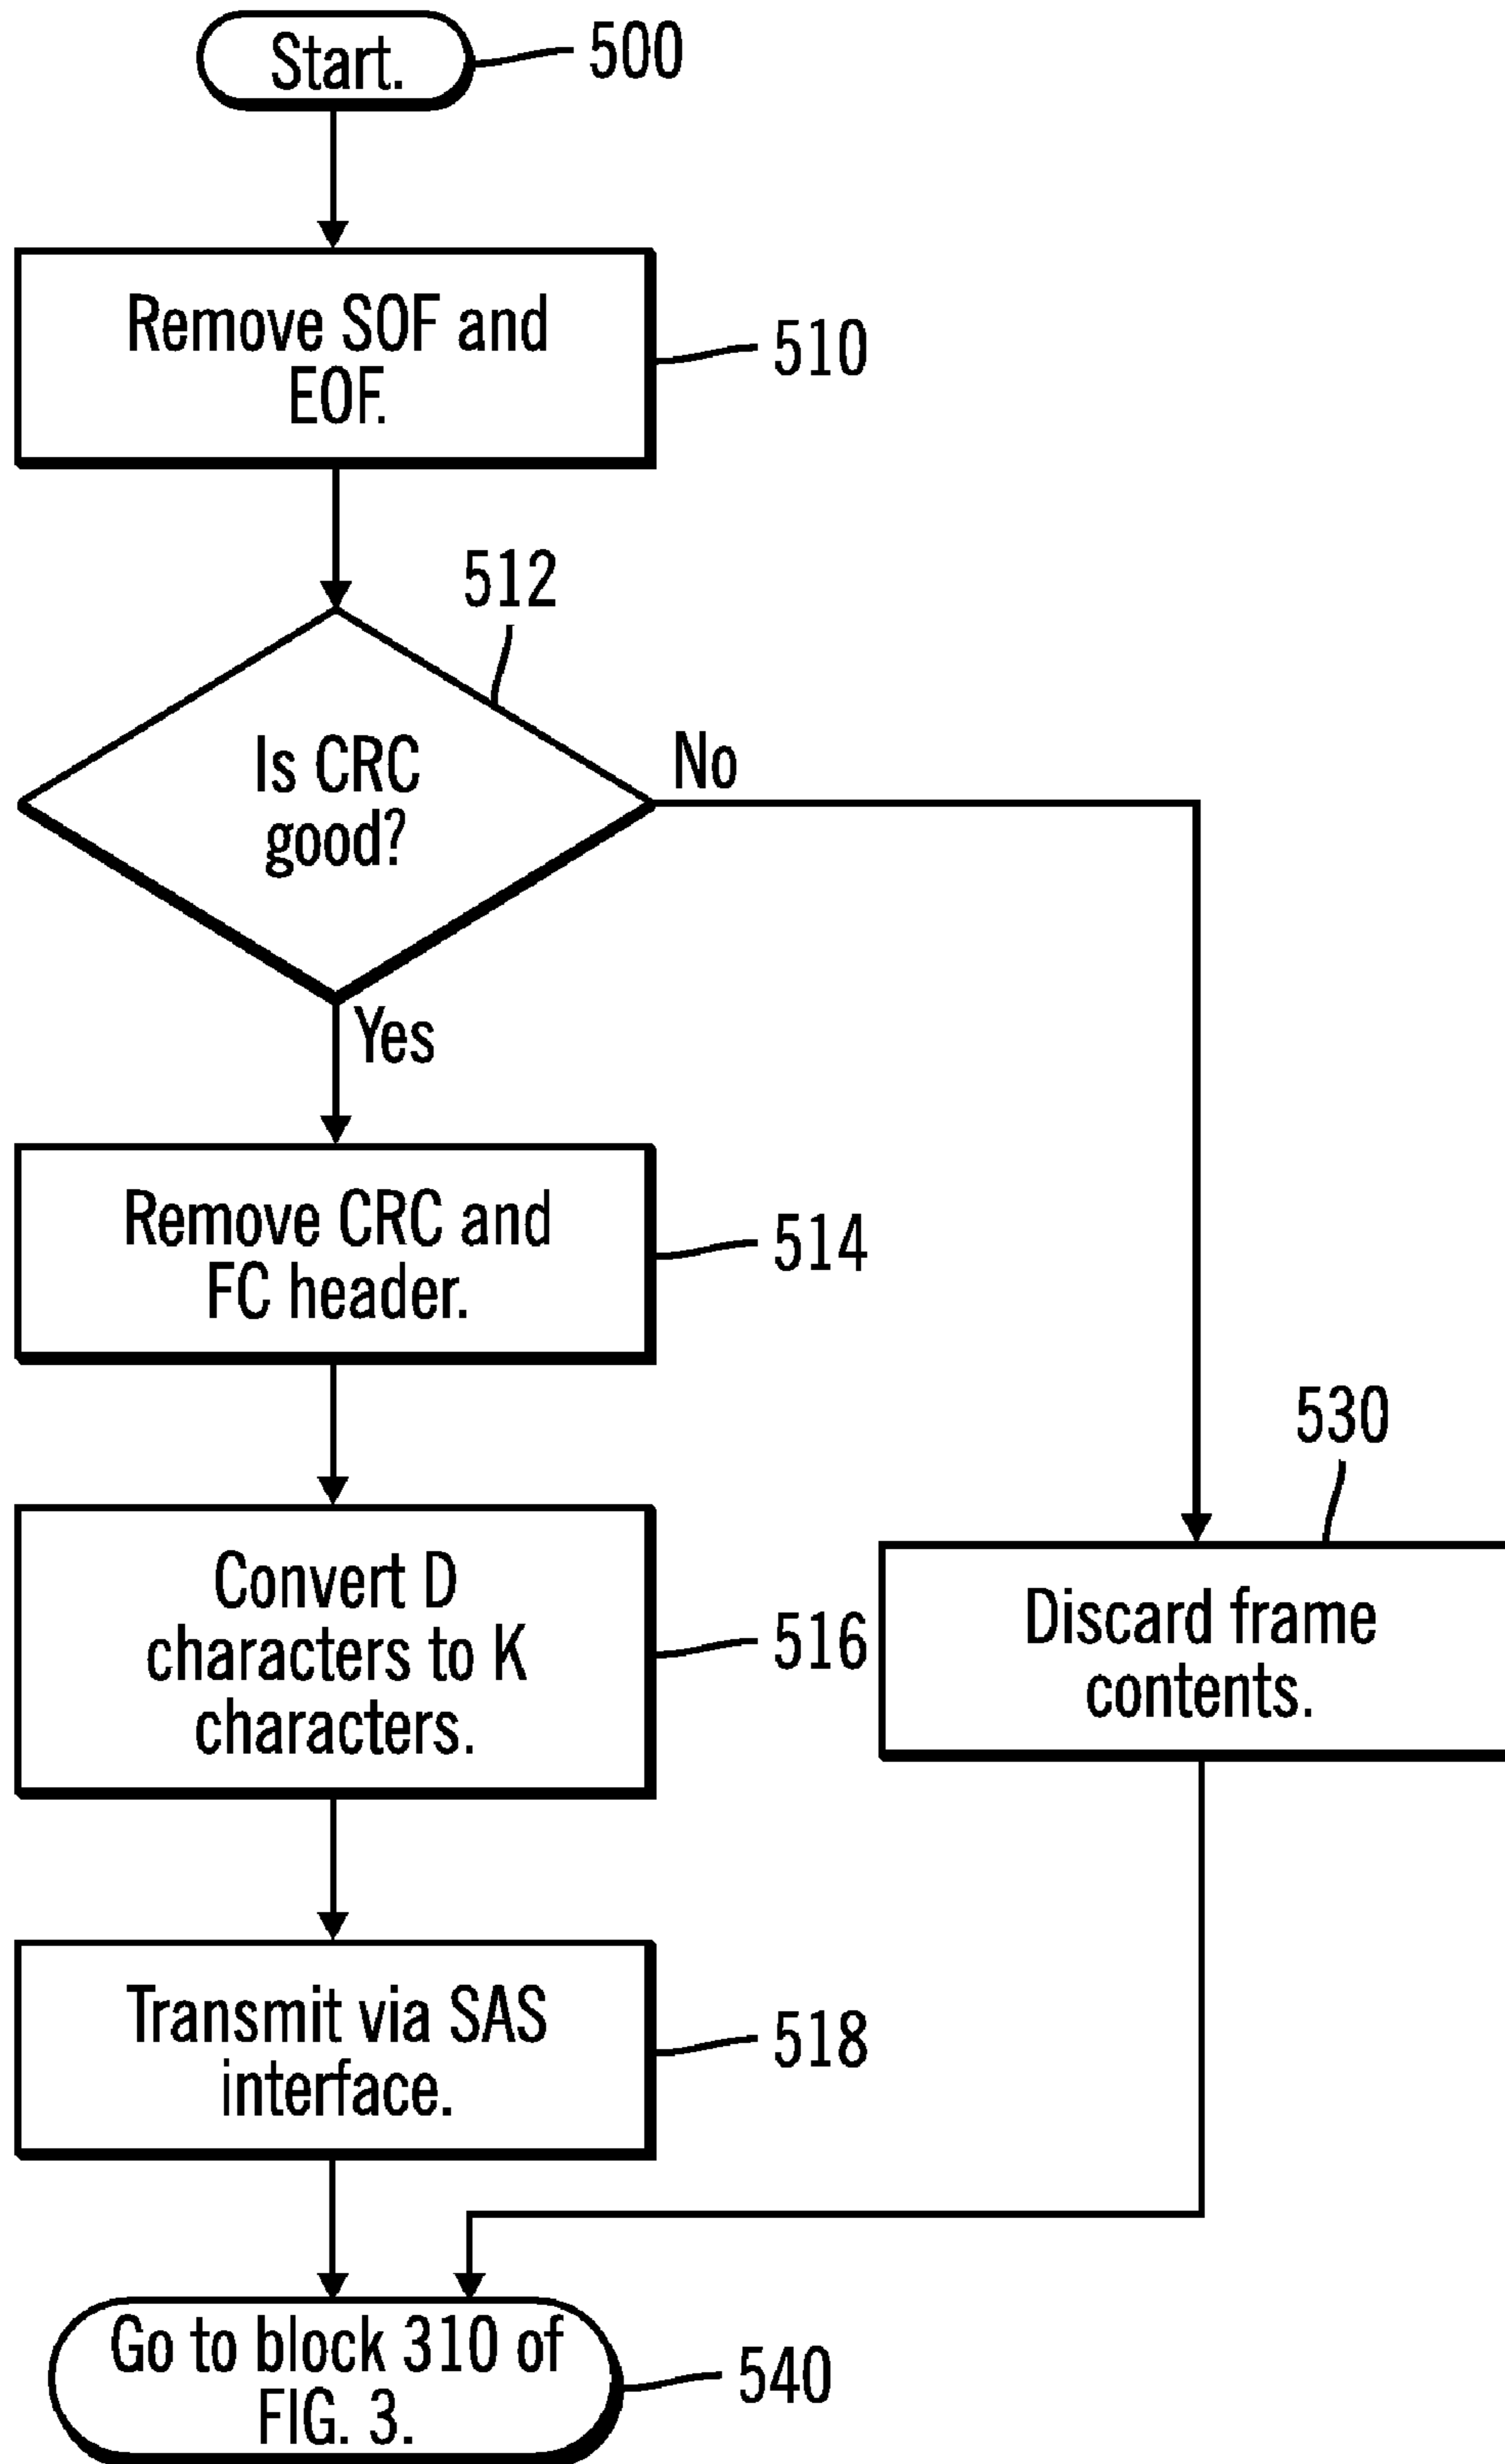 Start.
500
Remove SOF and
EOF.
510
512
Is CRC
good?
No
Yes
Remove CRC and
FC header.
514
530
Convert D
characters to K
characters.
516
Discard frame
contents.
Transmit via SAS
interface.
518
Go to block 310 of
FIG. 3.
540